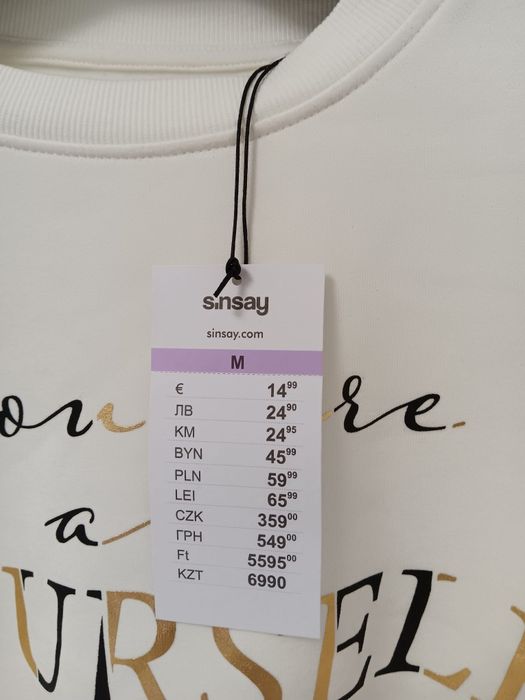 sinsay
sinsay.com
M
€ 14⁹⁹
ЛВ 24⁹⁰
KM 24⁹⁵
BYN 45⁹⁹
PLN 59⁹⁹
LEI 65⁹⁹
CZK 359⁰⁰
ГРН 549⁰⁰
Ft 5595⁰⁰
KZT 6990
re
a